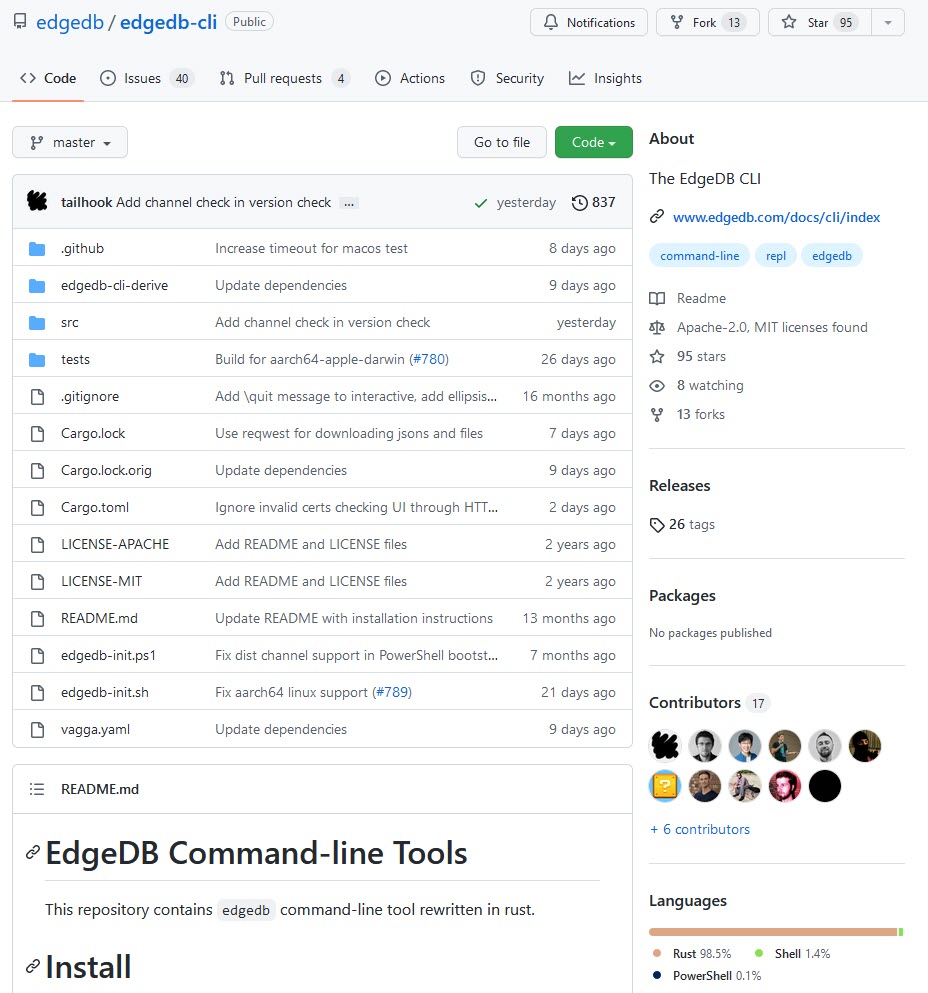 edgedb / edgedb-cli Public Notifications Fork 13 Star 95
Code Issues 40 Pull requests 4 Actions Security Insights
master Go to file Code
tailhook Add channel check in version check ... yesterday 837
.github Increase timeout for macos test 8 days ago
edgedb-cli-derive Update dependencies 9 days ago
src Add channel check in version check yesterday
tests Build for aarch64-apple-darwin (#780) 26 days ago
.gitignore Add \quit message to interactive, add ellipsis... 16 months ago
Cargo.lock Use reqwest for downloading jsons and files 7 days ago
Cargo.lock.orig Update dependencies 9 days ago
Cargo.toml Ignore invalid certs checking UI through HTT... 2 days ago
LICENSE-APACHE Add README and LICENSE files 2 years ago
LICENSE-MIT Add README and LICENSE files 2 years ago
README.md Update README with installation instructions 13 months ago
edgedb-init.ps1 Fix dist channel support in PowerShell bootst... 7 months ago
edgedb-init.sh Fix aarch64 linux support (#789) 21 days ago
vagga.yaml Update dependencies 9 days ago
README.md
EdgeDB Command-line Tools
This repository contains edgedb command-line tool rewritten in rust.
Install
About
The EdgeDB CLI
www.edgedb.com/docs/cli/index
command-line repl edgedb
Readme
Apache-2.0, MIT licenses found
95 stars
8 watching
13 forks
Releases
26 tags
Packages
No packages published
Contributors 17
?
+ 6 contributors
Languages
Rust 98.5% Shell 1.4%
PowerShell 0.1%